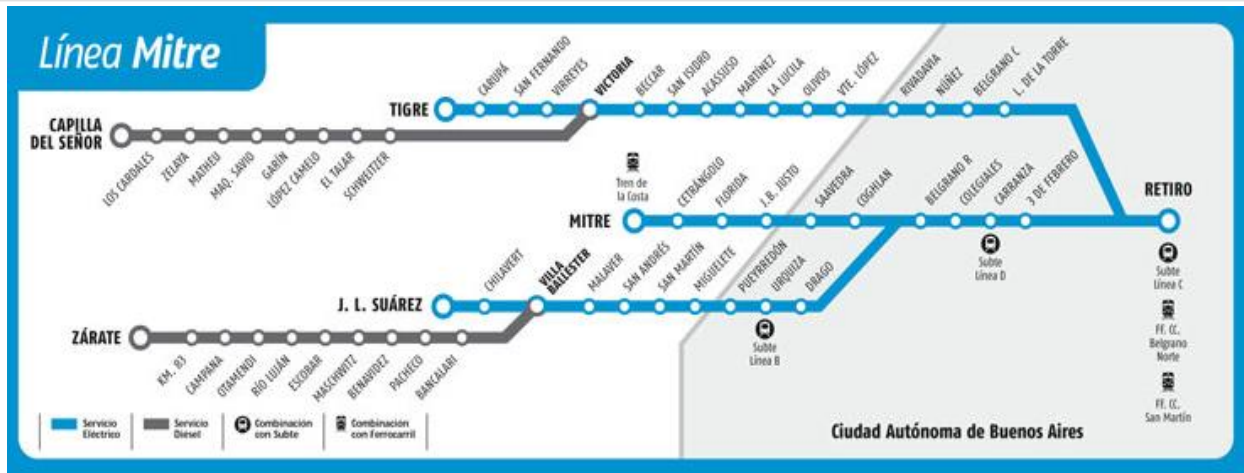 Línea Mitre
TIGRE
CARUPÁ
SAN FERNANDO
VIRREYES
VICTORIA
BECCAR
SAN ISIDRO
ACASSUSO
MARTÍNEZ
LA LUCILA
OLIVOS
VTE. LÓPEZ
RIVADAVIA
NÚÑEZ
BELGRANO C
L. DE LA TORRE
CAPILLA
DEL SEÑOR
LOS CARDALES
ZELAYA
MATHEU
MAQ. SAVIO
GARÍN
LÓPEZ CAMELO
EL TALAR
SCHWEITZER
Tren de
la Costa
MITRE
CETRÁNGOLO
FLORIDA
J.B. JUSTO
SAAVEDRA
COGHLAN
BELGRANO R
COLEGIALES
CARRANZA
3 DE FEBRERO
RETIRO
Subte
Línea D
Subte
Línea C
FF. CC.
Belgrano
Norte
FF. CC.
San Martín
J. L. SUÁREZ
CHILAVERT
VILLA
BALLESTER
MALAVER
SAN ANDRÉS
SAN MARTÍN
MIGUELETE
PUEYRREDÓN
URQUIZA
DRAGO
Subte
Línea B
ZÁRATE
KM. 83
CAMPANA
OTAMENDI
RÍO LUJÁN
ESCOBAR
MASCHWITZ
BENAVIDEZ
PACHECO
BANCALARI
Servicio
Eléctrico
Servicio
Diésel
Combinación
con Subte
Combinación
con Ferrocarril
Ciudad Autónoma de Buenos Aires